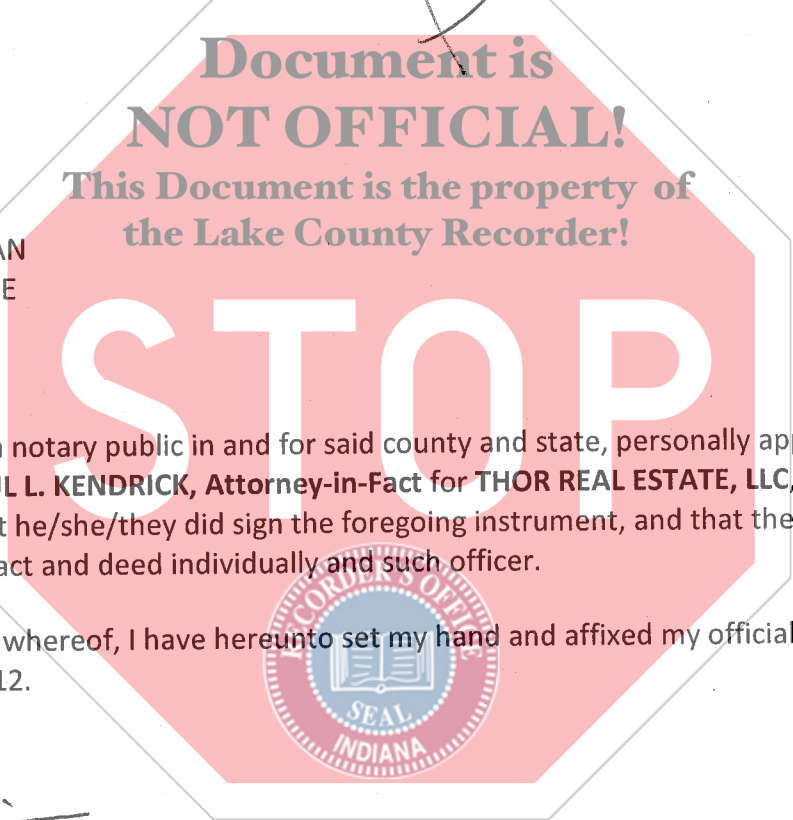 Document is
NOT OFFICIAL!
This Document is the property of
the Lake County Recorder!
AN
E
STOP
notary public in and for said county and state, personally app
L L. KENDRICK, Attorney-in-Fact for THOR REAL ESTATE, LLC,
t he/she/they did sign the foregoing instrument, and that the
act and deed individually and such officer.
whereof, I have hereunto set my hand and affixed my official
12.
RECORDER'S OFFICE
SEAL
INDIANA